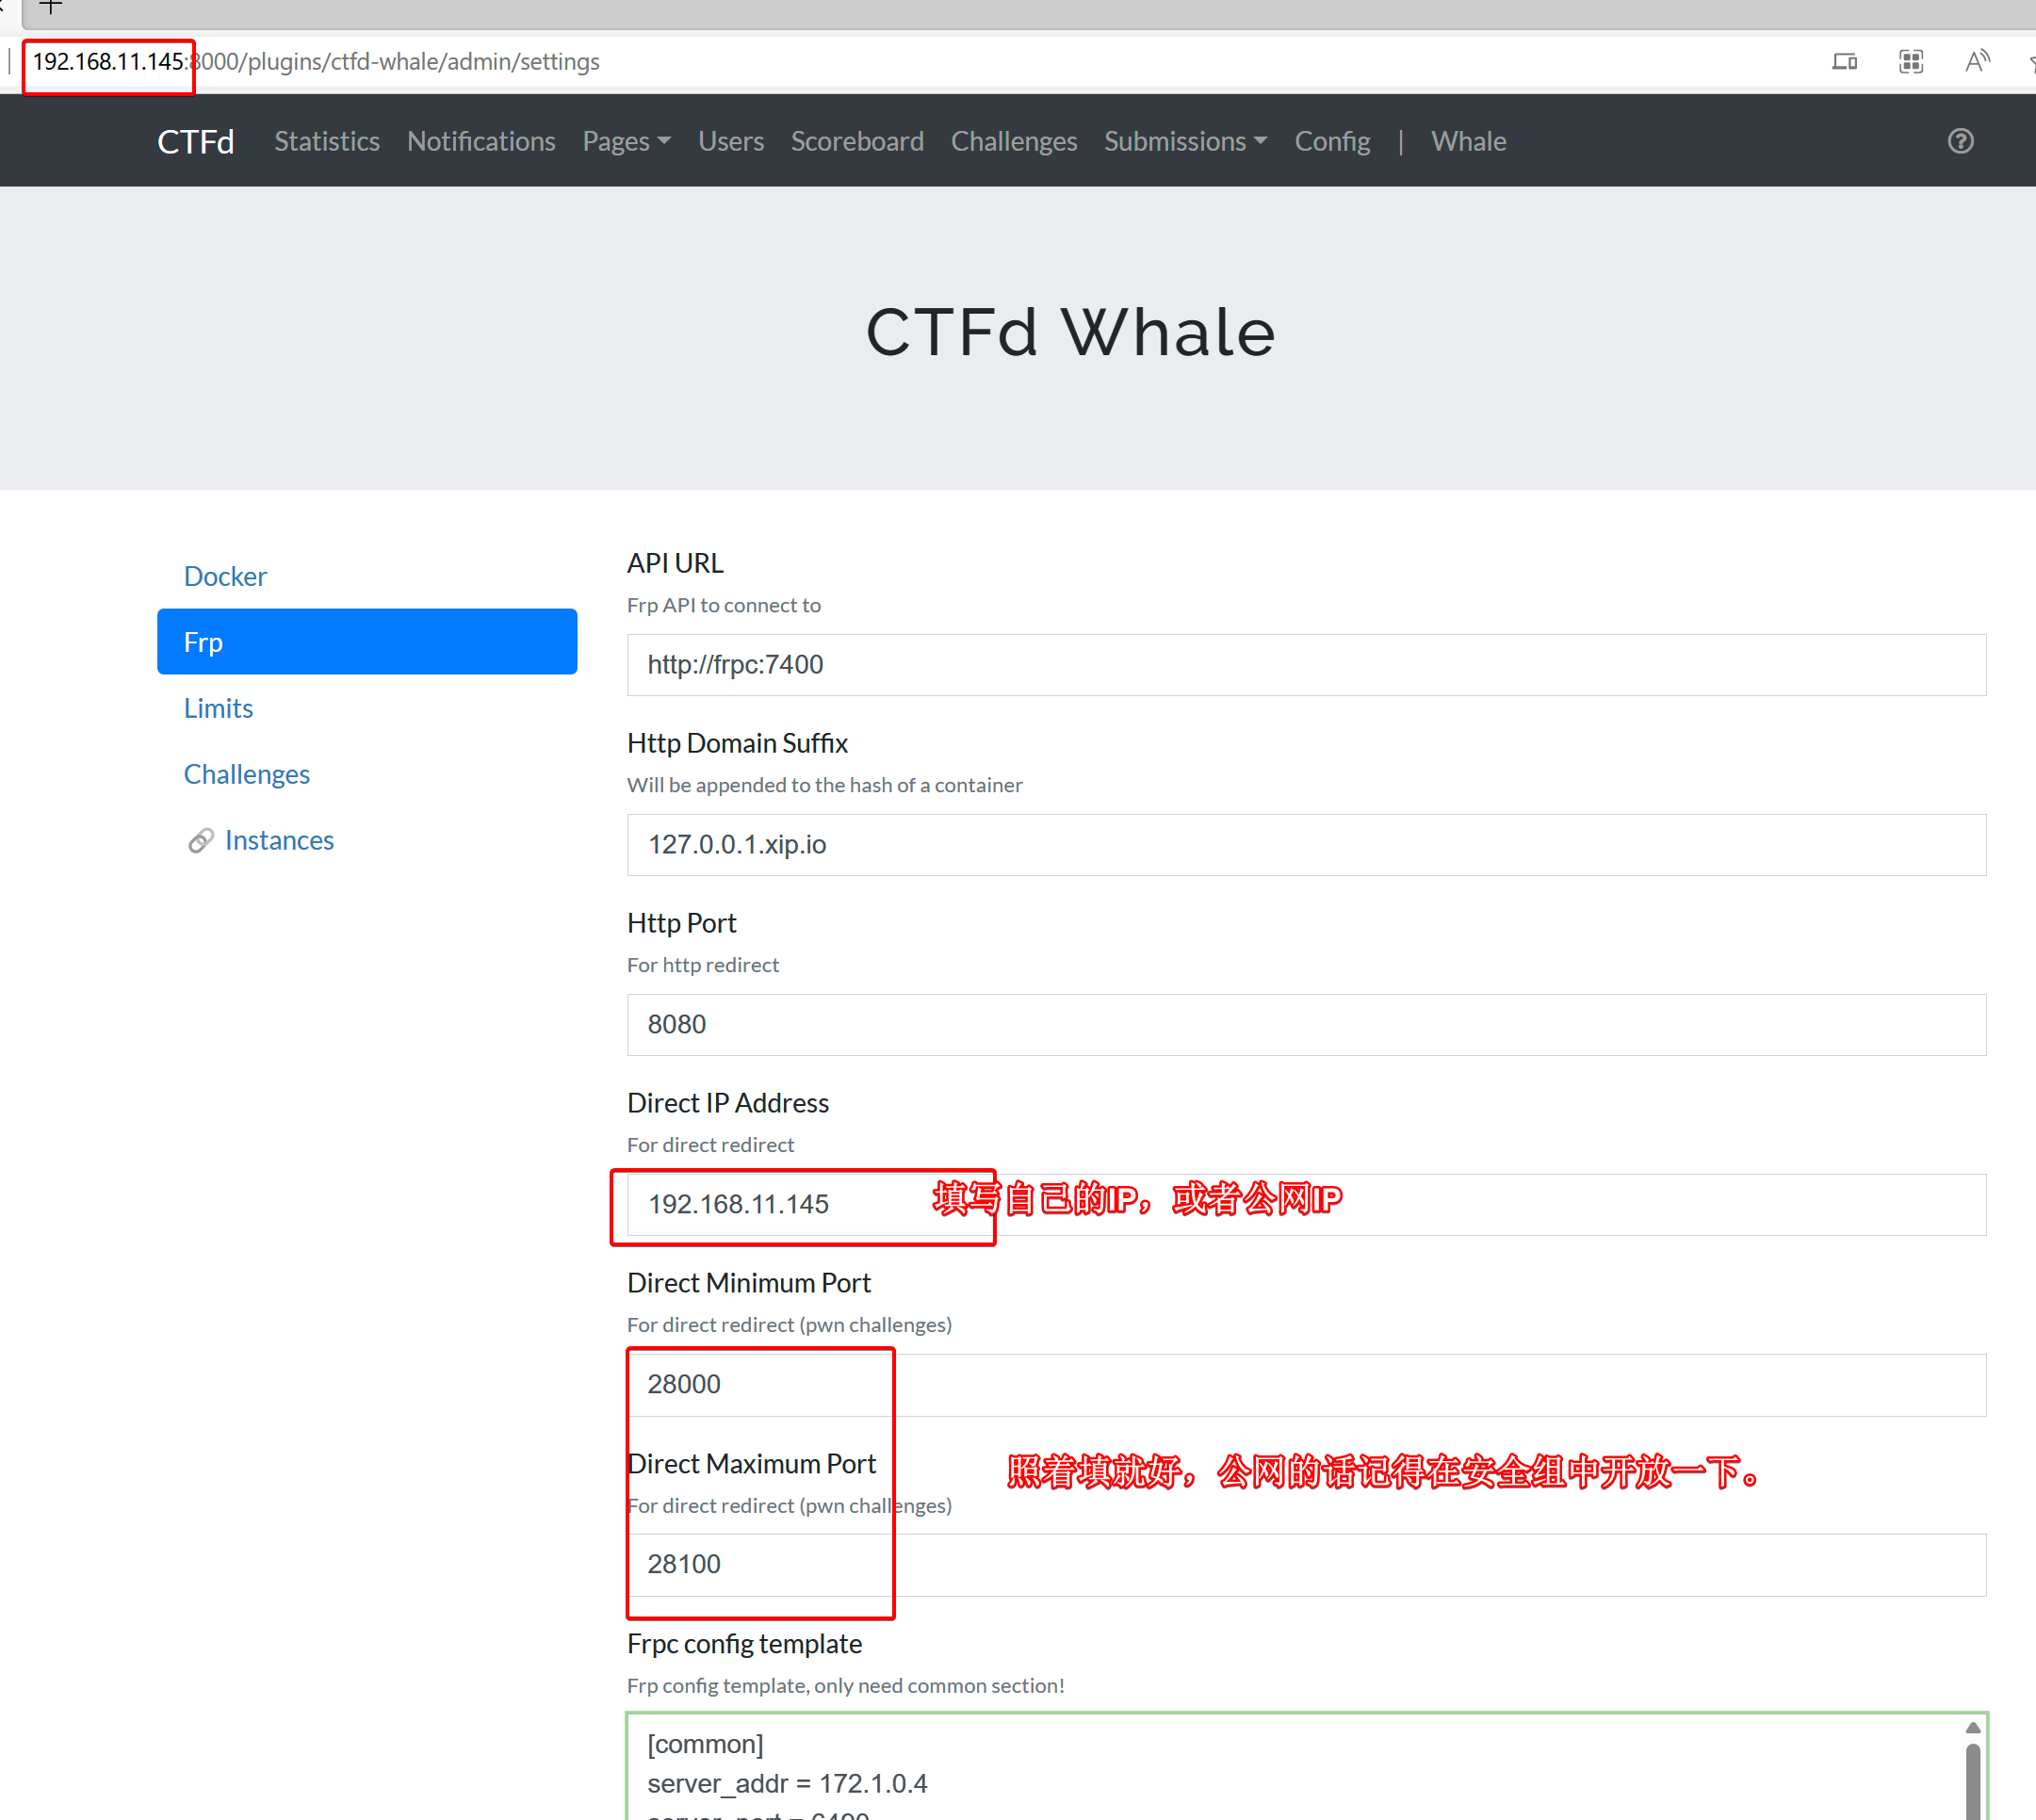 192.168.11.145:8000/plugins/ctfd-whale/admin/settings
CTFd Statistics Notifications Pages Users Scoreboard Challenges Submissions Config | Whale
CTFd Whale
Docker
Frp
Limits
Challenges
Instances
API URL
Frp API to connect to
http://frpc:7400
Http Domain Suffix
Will be appended to the hash of a container
127.0.0.1.xip.io
Http Port
For http redirect
8080
Direct IP Address
For direct redirect
192.168.11.145
填写自己的IP，或者公网IP
Direct Minimum Port
For direct redirect (pwn challenges)
28000
Direct Maximum Port
照着填就好，公网的话记得在安全组中开放一下。
For direct redirect (pwn challenges)
28100
Frpc config template
Frp config template, only need common section!
[common]
server_addr = 172.1.0.4